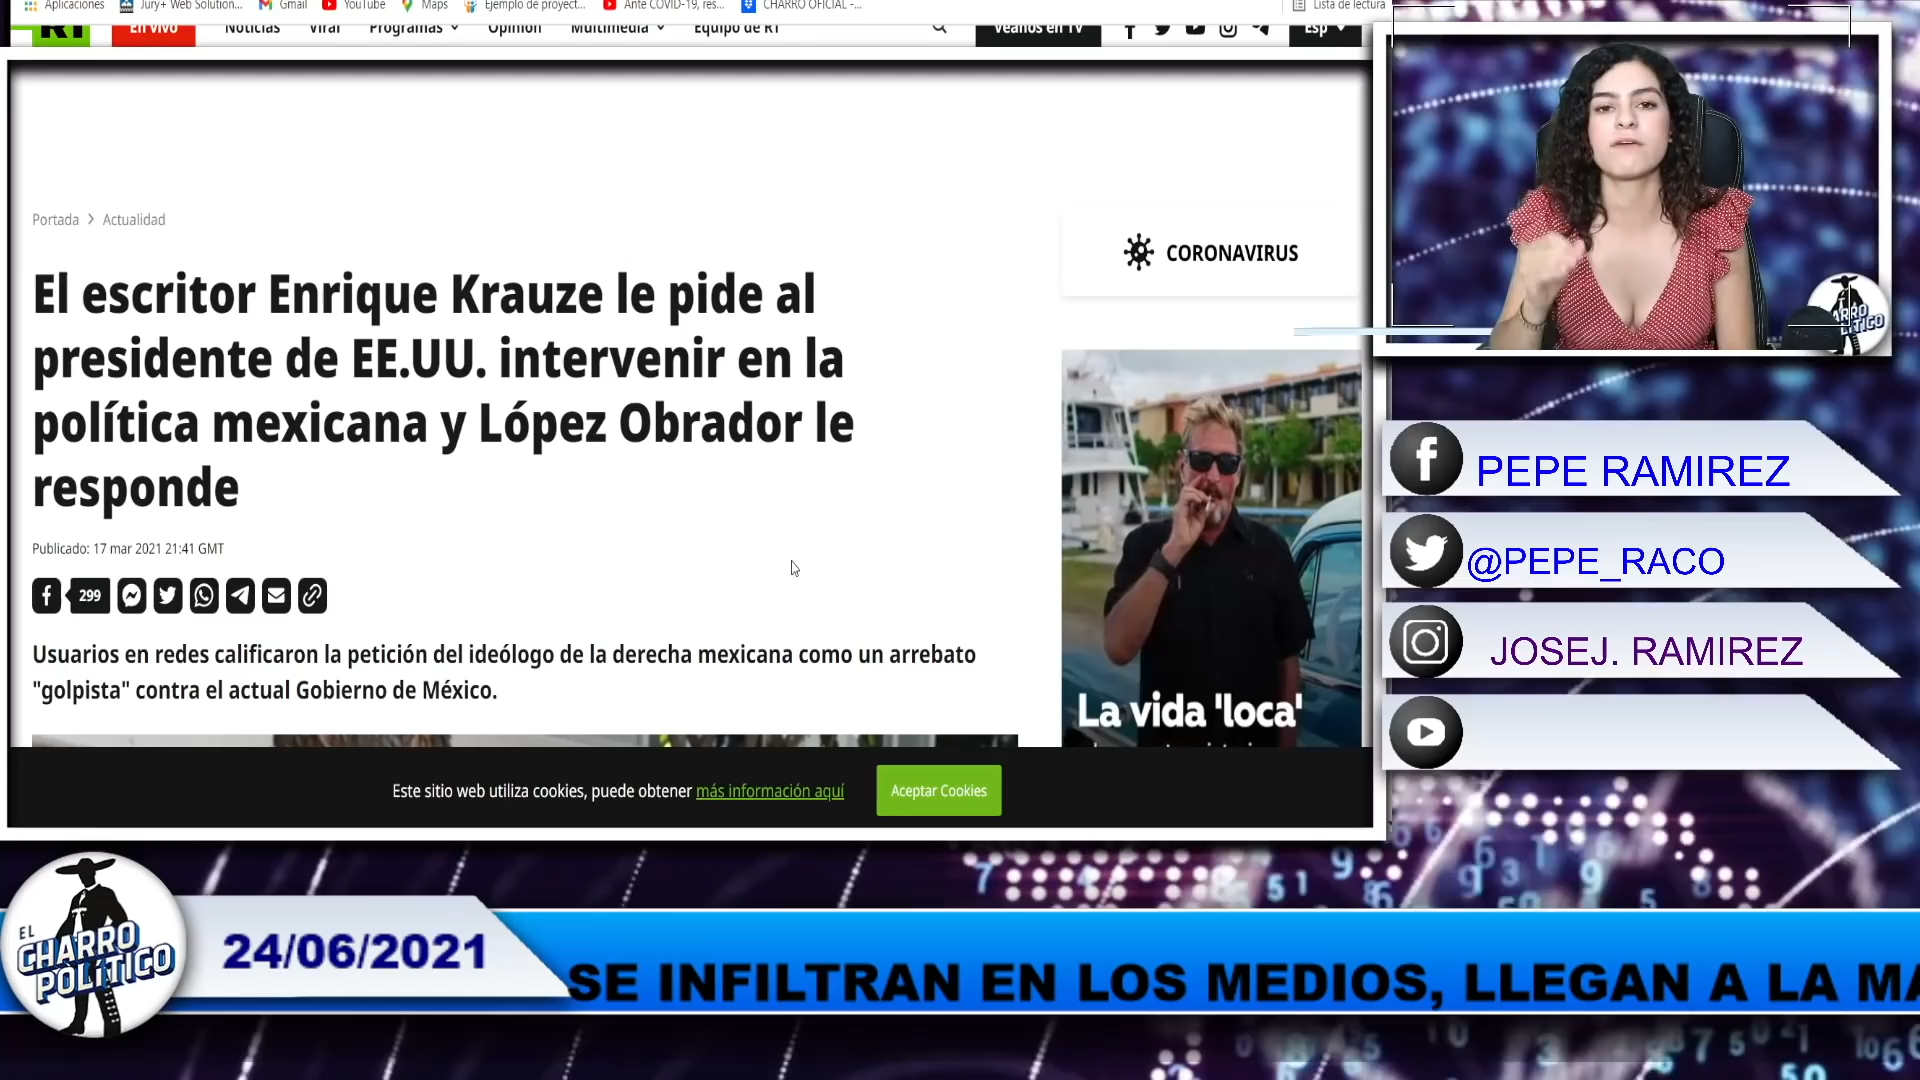 Aplicaciones Jury+ Web Solution... Gmail YouTube Maps Ejemplo de proyect... Ante COVID-19, res... CHARRO OFICIAL -... Lista de lectura
RT En vivo Noticias Viral Programas Opinión Multimedia Equipo de RT Véanos en TV Esp
Portada > Actualidad
El escritor Enrique Krauze le pide al
presidente de EE.UU. intervenir en la
política mexicana y López Obrador le
responde
Publicado: 17 mar 2021 21:41 GMT
299
Usuarios en redes calificaron la petición del ideólogo de la derecha mexicana como un arrebato
"golpista" contra el actual Gobierno de México.
CORONAVIRUS
La vida 'loca'
Este sitio web utiliza cookies, puede obtener más información aquí
Aceptar Cookies
PEPE RAMIREZ
@PEPE_RACO
JOSEJ. RAMIREZ
EL
CHARRO
POLÍTICO
24/06/2021
SE INFILTRAN EN LOS MEDIOS, LLEGAN A LA MA